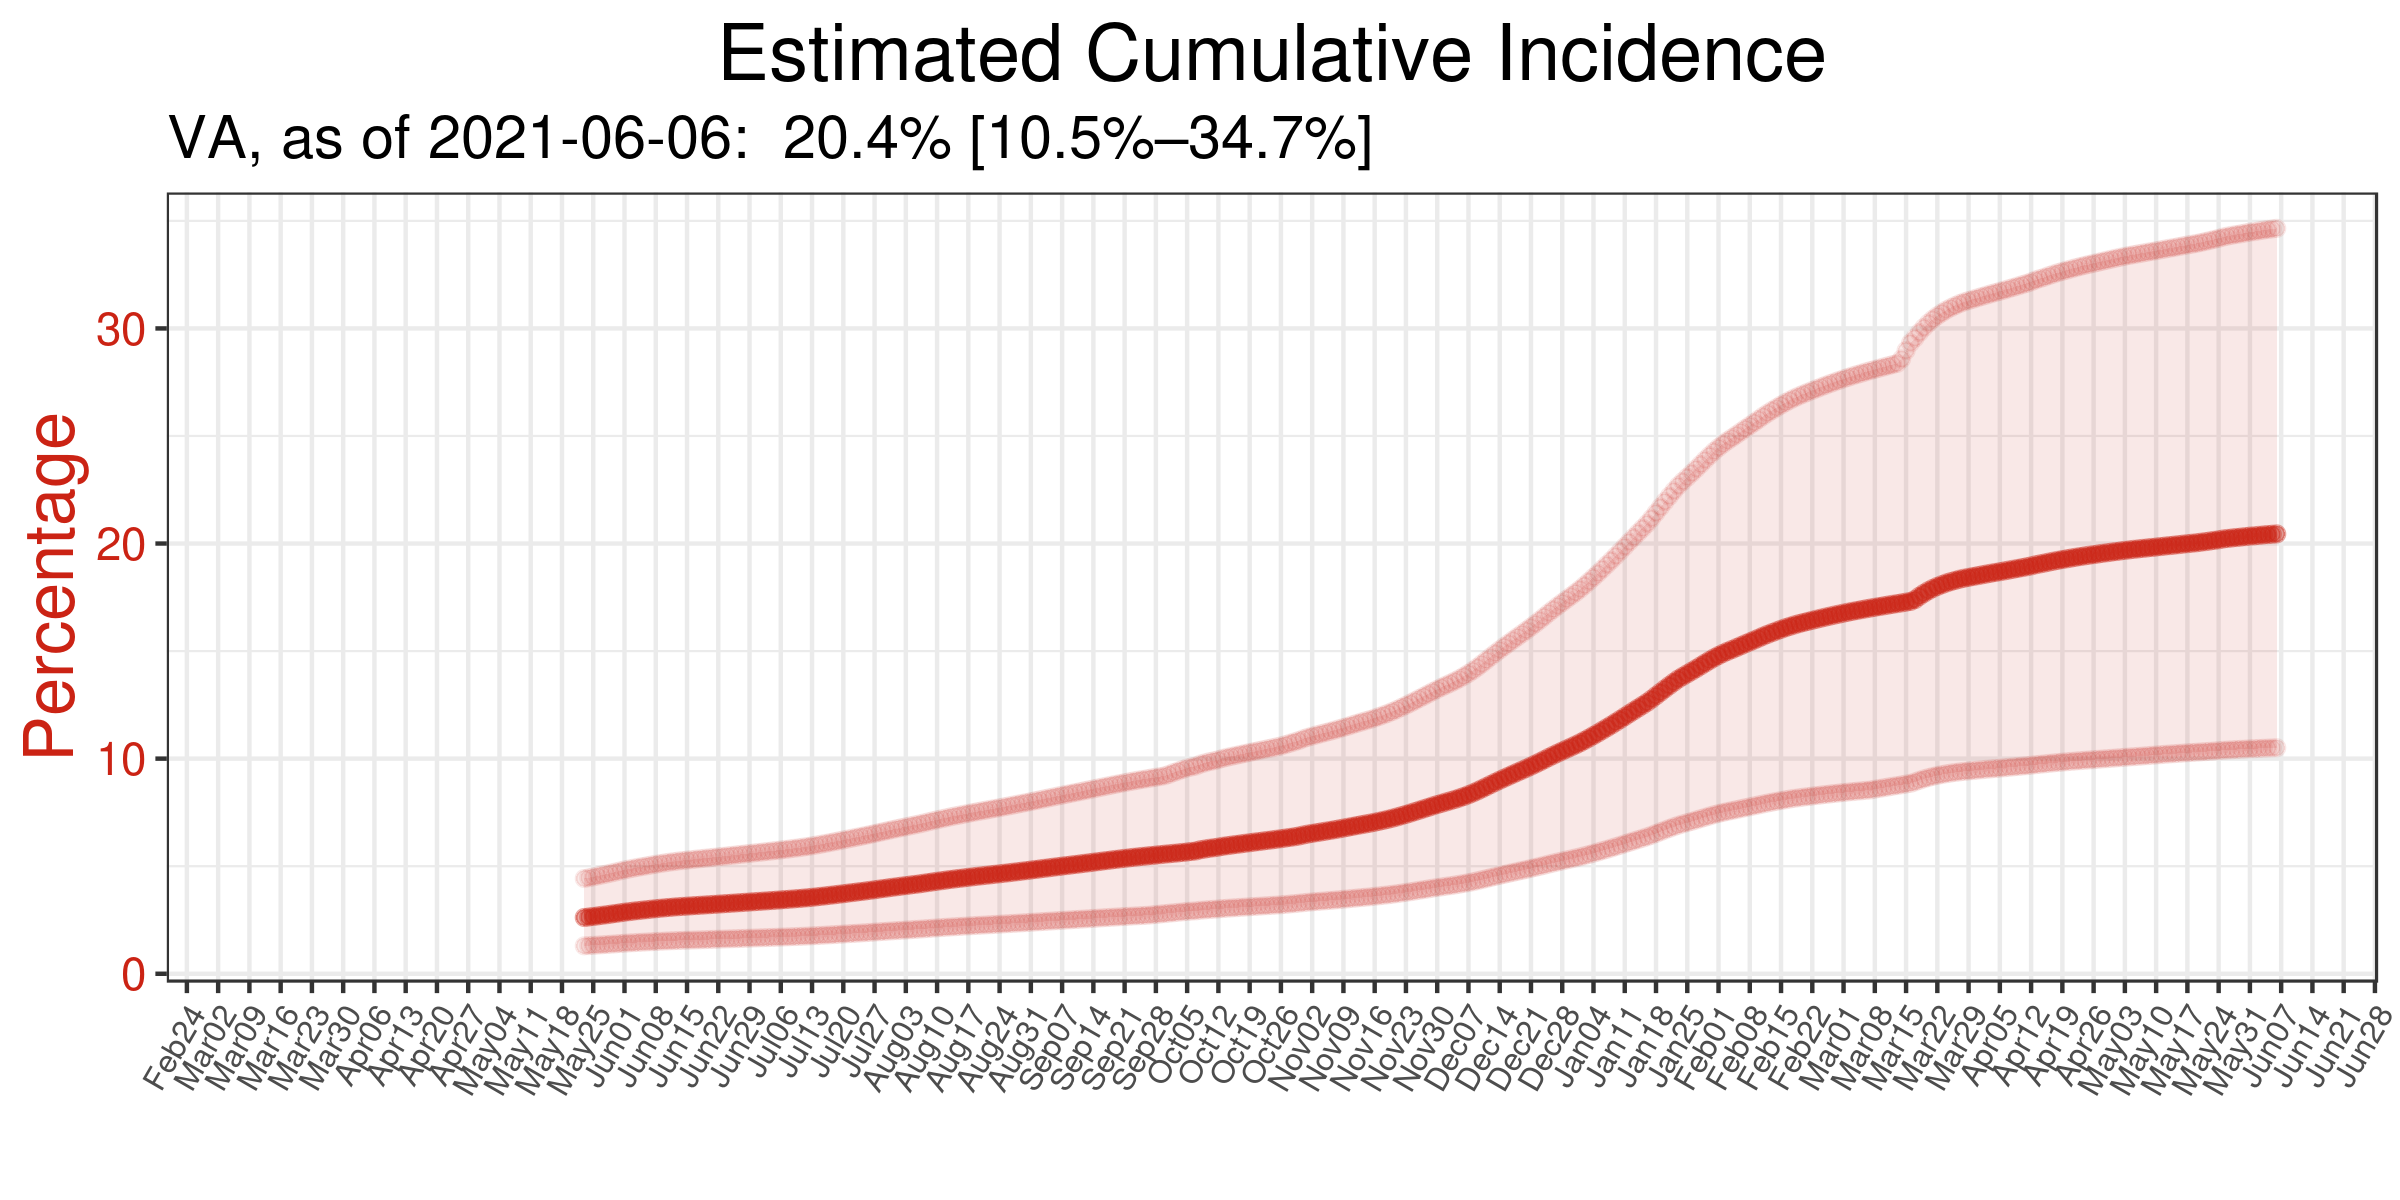 Estimated Cumulative Incidence
VA, as of 2021-06-06:  20.4% [10.5%–34.7%]
Percentage
30
20
10
0
Feb24
Mar02
Mar09
Mar16
Mar23
Mar30
Apr06
Apr13
Apr20
Apr27
May04
May11
May18
May25
Jun01
Jun08
Jun15
Jun22
Jun29
Jul06
Jul13
Jul20
Jul27
Aug03
Aug10
Aug17
Aug24
Aug31
Sep07
Sep14
Sep21
Sep28
Oct05
Oct12
Oct19
Oct26
Nov02
Nov09
Nov16
Nov23
Nov30
Dec07
Dec14
Dec21
Dec28
Jan04
Jan11
Jan18
Jan25
Feb01
Feb08
Feb15
Feb22
Mar01
Mar08
Mar15
Mar22
Mar29
Apr05
Apr12
Apr19
Apr26
May03
May10
May17
May24
May31
Jun07
Jun14
Jun21
Jun28